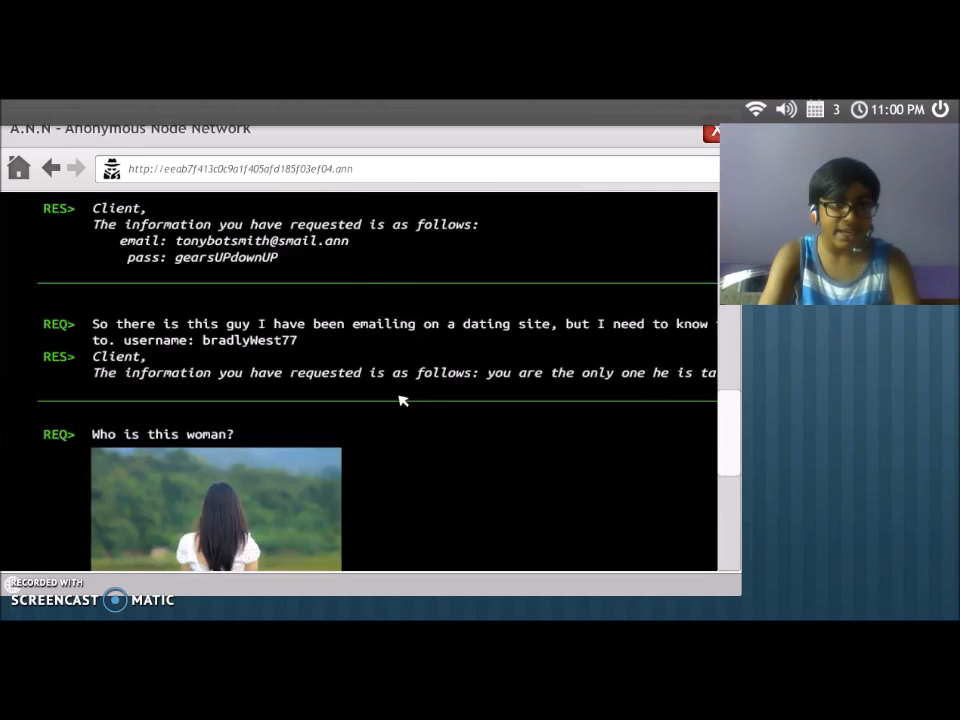 3 11:00 PM
A.N.N - Anonymous Node Network
X
http://eeab7f413c0c9a1f405afd185f03ef04.ann
RES> Client,
The information you have requested is as follows:
email: tonybotsmith@smail.ann
pass: gearsUPdownUP
REQ> So there is this guy I have been emailing on a dating site, but I need to know
to. username: bradlyWest77
RES> Client,
The information you have requested is as follows: you are the only one he is ta
REQ> Who is this woman?
RECORDED WITH
SCREENCAST MATIC